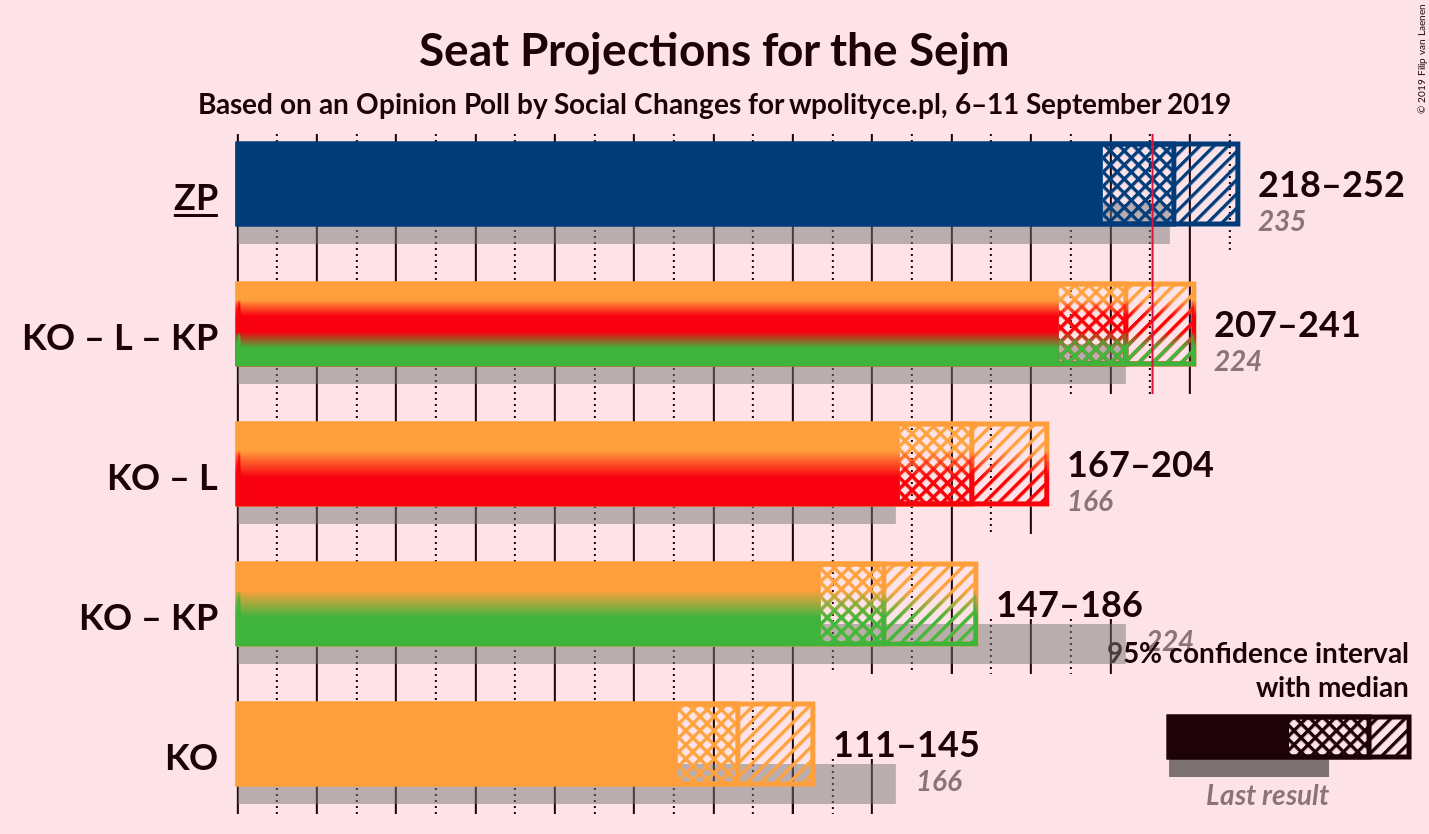 Seat Projections for the Sejm
Based on an Opinion Poll by Social Changes for wpolityce.pl, 6–11 September 2019
© 2019 Filip van Laenen
ZP
218–252
235
KO – L – KP
207–241
224
KO – L
167–204
166
KO – KP
147–186
224
95% confidence interval
with median
Last result
KO
111–145
166